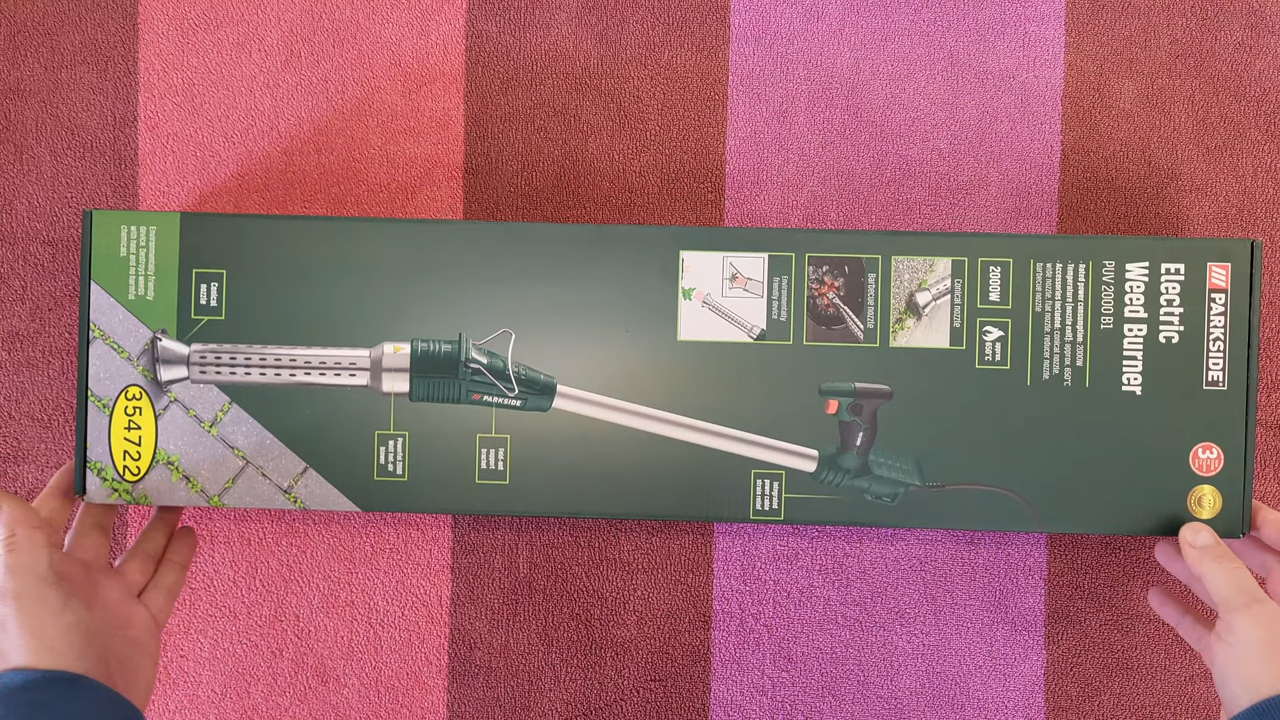 PARKSIDE®
Electric
Weed Burner
PUV 2000 B1
• Rated power consumption: 2000W
• Temperature (nozzle exit): approx. 650°C
• Accessories included: conical nozzle,
wide nozzle, flat nozzle, reducer nozzle,
barbecue nozzle
2000W
approx.
650°C
Conical nozzle
Barbecue nozzle
Environmentally
friendly device
3
Integrated
power cable
strain relief
PARKSIDE
Fold-out
support
bracket
Powerful 2000
Watt hot-air
blower
Conical
nozzle
Environmentally friendly
device. Destroys weeds
with heat and no harmful
chemicals.
354722